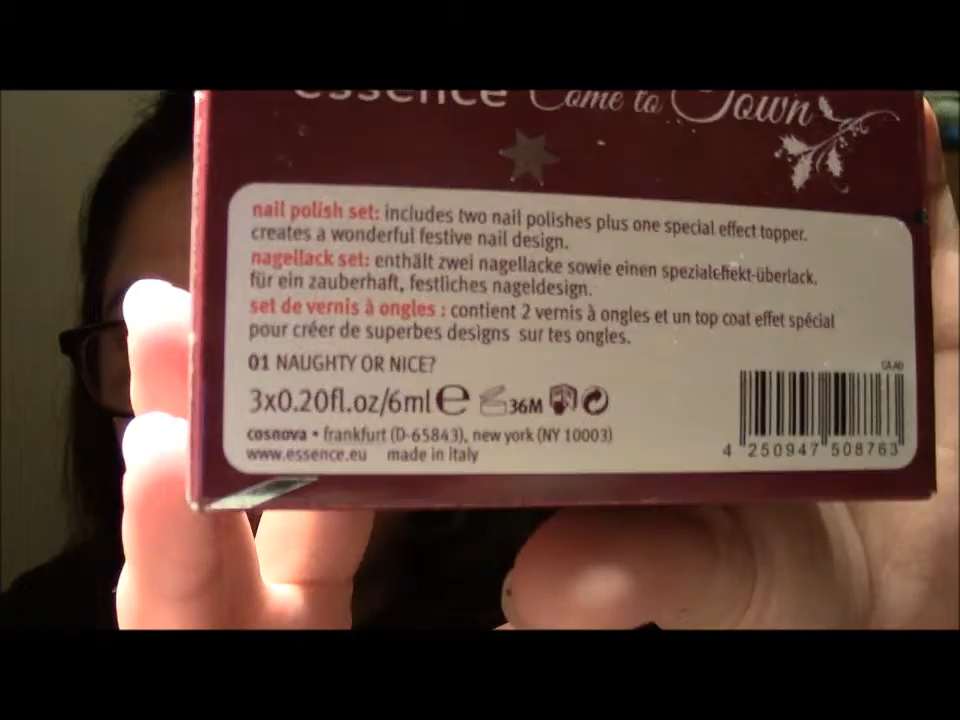 essence Come to Town
nail polish set: includes two nail polishes plus one special effect topper.
creates a wonderful festive nail design.
nagellack set: enthält zwei nagellacke sowie einen spezialeffekt-überlack.
für ein zauberhaft, festliches nageldesign.
set de vernis à ongles : contient 2 vernis à ongles et un top coat effet spécial
pour créer de superbes designs sur tes ongles.
01 NAUGHTY OR NICE?
3x0.20fl.oz/6ml e 36M
cosnova • frankfurt (D-65843), new york (NY 10003)
www.essence.eu made in italy
4 250947 508763